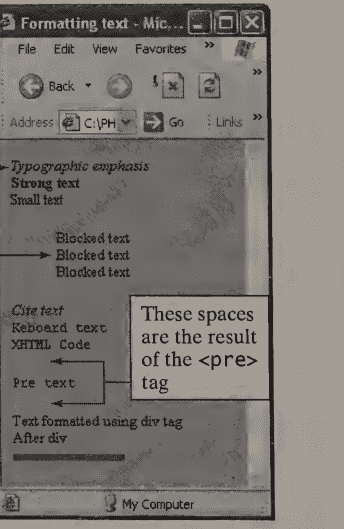 Formatting text - Mic...
File Edit View Favorites »
Back »
Address C:\PH Go Links »
Typographic emphasis
Strong text
Small text
Blocked text
Blocked text
Blocked text
Cite text
Keboard text
XHTML Code
Pre text
These spaces
are the result
of the <pre>
tag
Text formatted using div tag
After div
My Computer